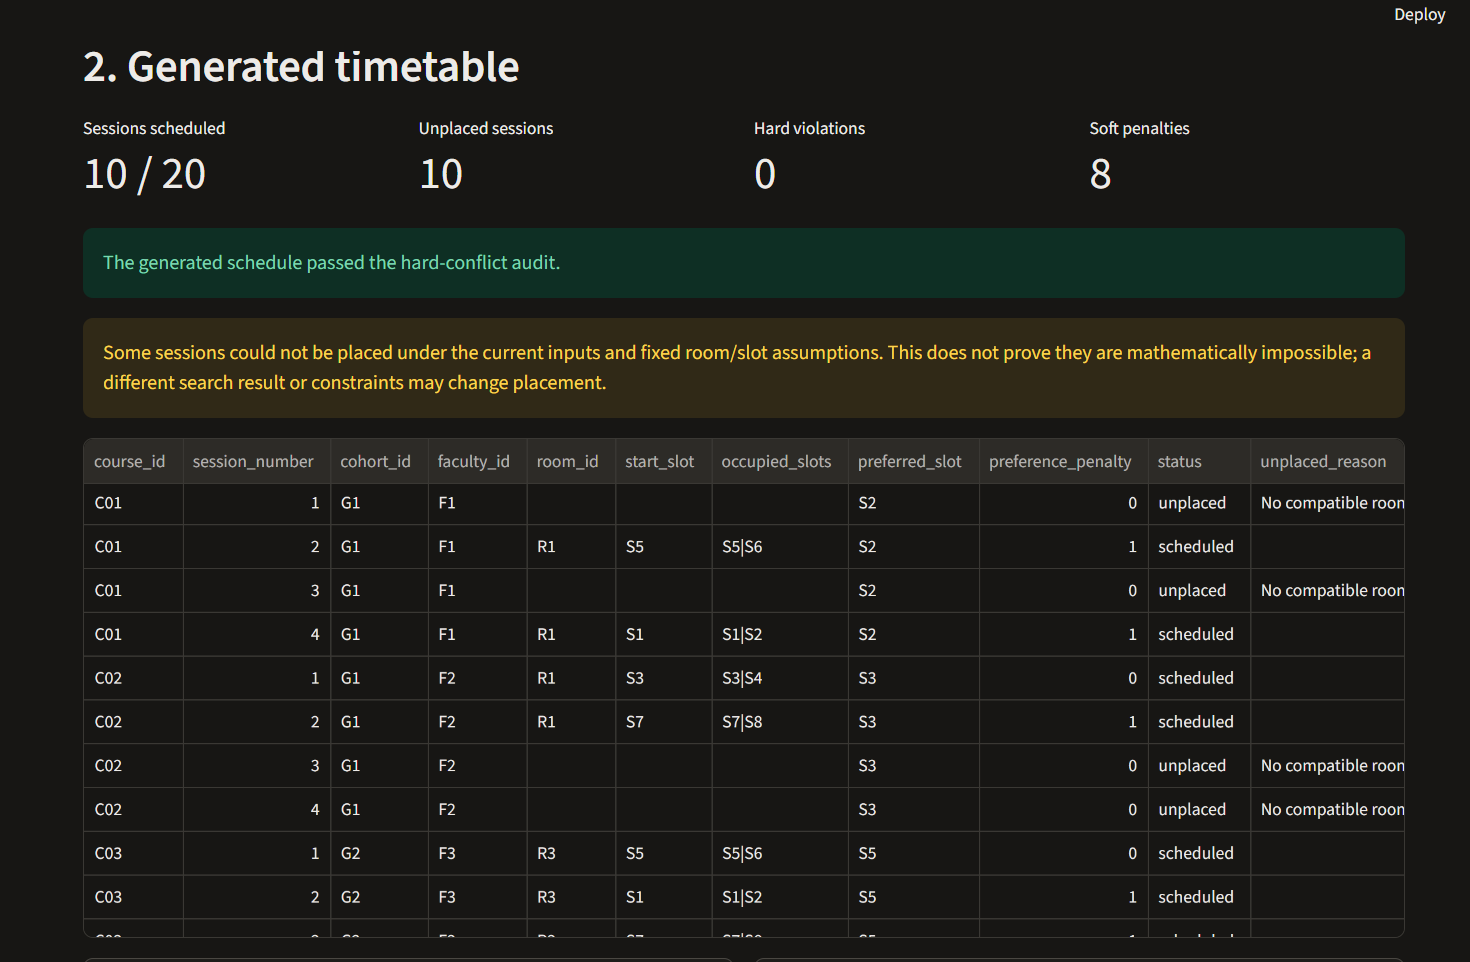 Deploy
2. Generated timetable
Sessions scheduled Unplaced sessions Hard violations Soft penalties
10 / 20 10 0 8
The generated schedule passed the hard-conflict audit.
Some sessions could not be placed under the current inputs and fixed room/slot assumptions. This does not prove they are mathematically impossible; a
different search result or constraints may change placement.
course_id session_number cohort_id faculty_id room_id start_slot occupied_slots preferred_slot preference_penalty status unplaced_reason
C01 1 G1 F1 S2 0 unplaced No compatible room
C01 2 G1 F1 R1 S5 S5|S6 S2 1 scheduled
C01 3 G1 F1 S2 0 unplaced No compatible room
C01 4 G1 F1 R1 S1 S1|S2 S2 1 scheduled
C02 1 G1 F2 R1 S3 S3|S4 S3 0 scheduled
C02 2 G1 F2 R1 S7 S7|S8 S3 1 scheduled
C02 3 G1 F2 S3 0 unplaced No compatible room
C02 4 G1 F2 S3 0 unplaced No compatible room
C03 1 G2 F3 R3 S5 S5|S6 S5 0 scheduled
C03 2 G2 F3 R3 S1 S1|S2 S5 1 scheduled